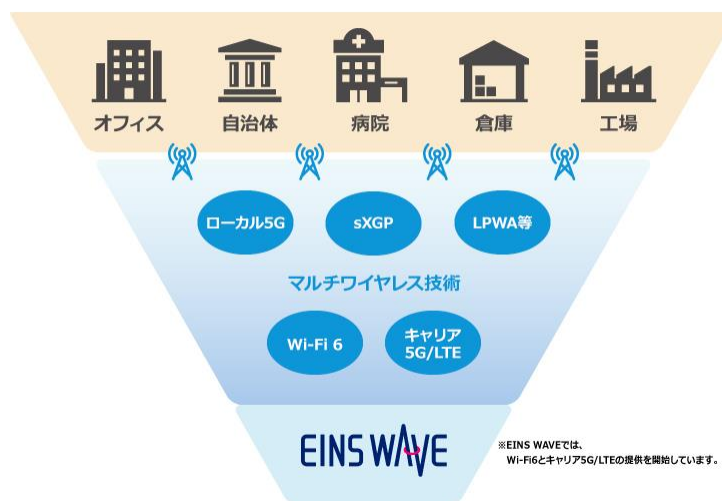 オフィス 自治体 病院 倉庫 工場
ローカル5G sXGP LPWA等
マルチワイヤレス技術
Wi-Fi 6 キャリア
5G/LTE
EINS WAVE
※EINS WAVEでは、
Wi-Fi6とキャリア5G/LTEの提供を開始しています。